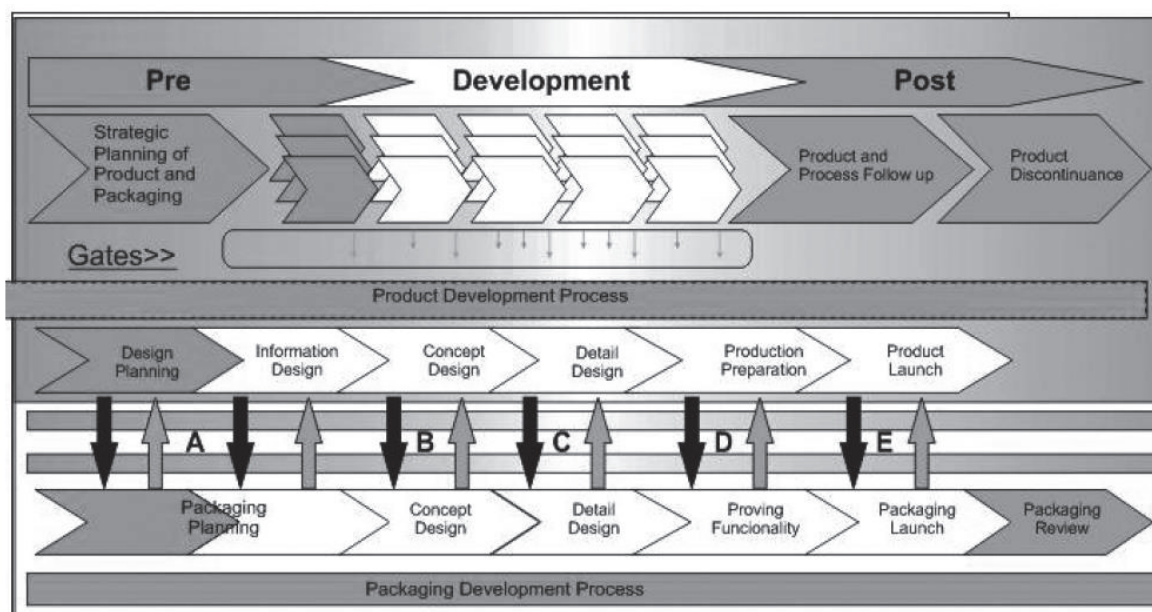 Pre
Development
Post
Strategic
Planning of
Product and
Packaging
Product and
Process Follow up
Product
Discontinuance
Gates>>
Product Development Process
Design
Planning
Information
Design
Concept
Design
Detail
Design
Production
Preparation
Product
Launch
A
B
C
D
E
Packaging
Planning
Concept
Design
Detail
Design
Proving
Funcionality
Packaging
Launch
Packaging
Review
Packaging Development Process